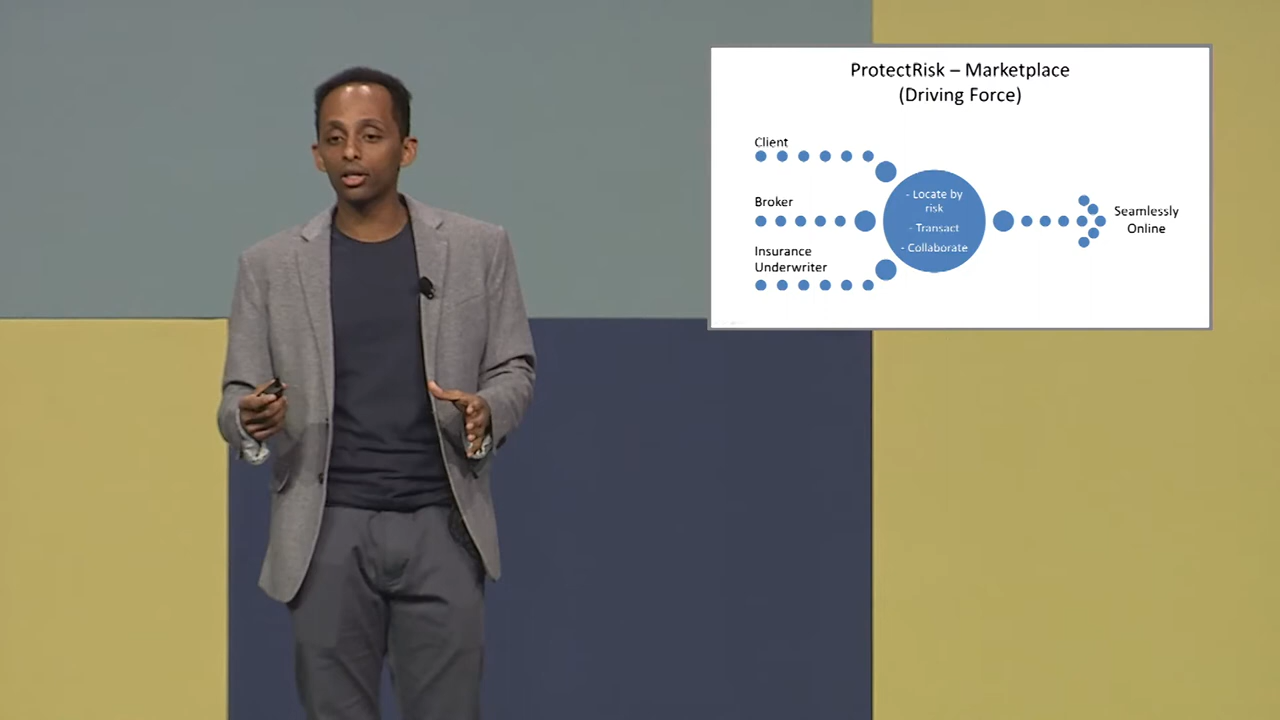 ProtectRisk – Marketplace
(Driving Force)
Client
Broker
Insurance
Underwriter
- Locate by
risk
- Transact
- Collaborate
Seamlessly
Online